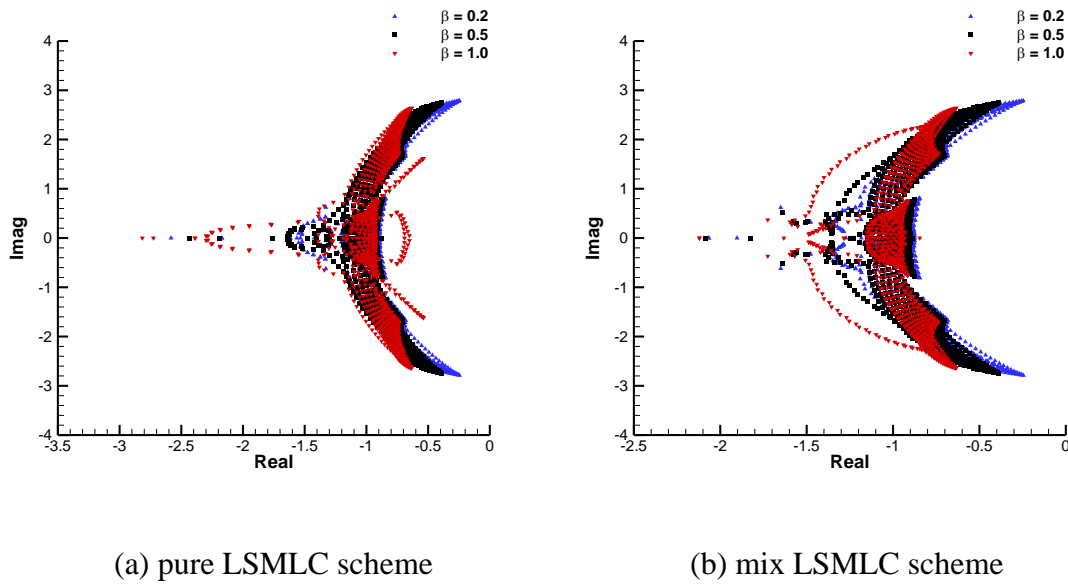 β = 0.2
β = 0.5
β = 1.0
4
3
2
1
0
-1
-2
-3
-4
Imag
-3.5 -3 -2.5 -2 -1.5 -1 -0.5 0
Real
(a) pure LSMLC scheme
β = 0.2
β = 0.5
β = 1.0
4
3
2
1
0
-1
-2
-3
-4
Imag
-2.5 -2 -1.5 -1 -0.5 0
Real
(b) mix LSMLC scheme